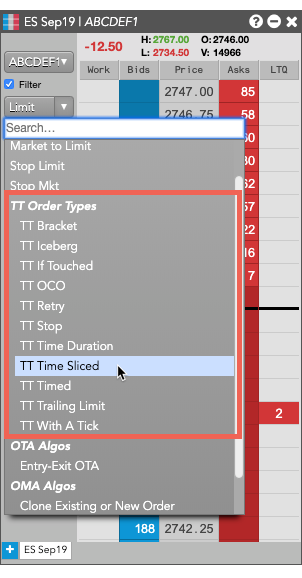 ES Sep19 | ABCDEF1
-12.50 H: 2767.00 O: 2746.00
L: 2734.50 V: 14966
ABCDEF1
Filter
Limit
Work Bids Price Asks LTQ
2747.00 85
2746.75 58
Search...
Market to Limit
Stop Limit
Stop Mkt
TT Order Types
TT Bracket
TT Iceberg
TT If Touched
TT OCO
TT Retry
TT Stop
TT Time Duration
TT Time Sliced
TT Timed
TT Trailing Limit
TT With A Tick
OTA Algos
Entry-Exit OTA
OMA Algos
Clone Existing or New Order
60
80
62
57
22
16
7
2
188 2742.25
+ ES Sep19